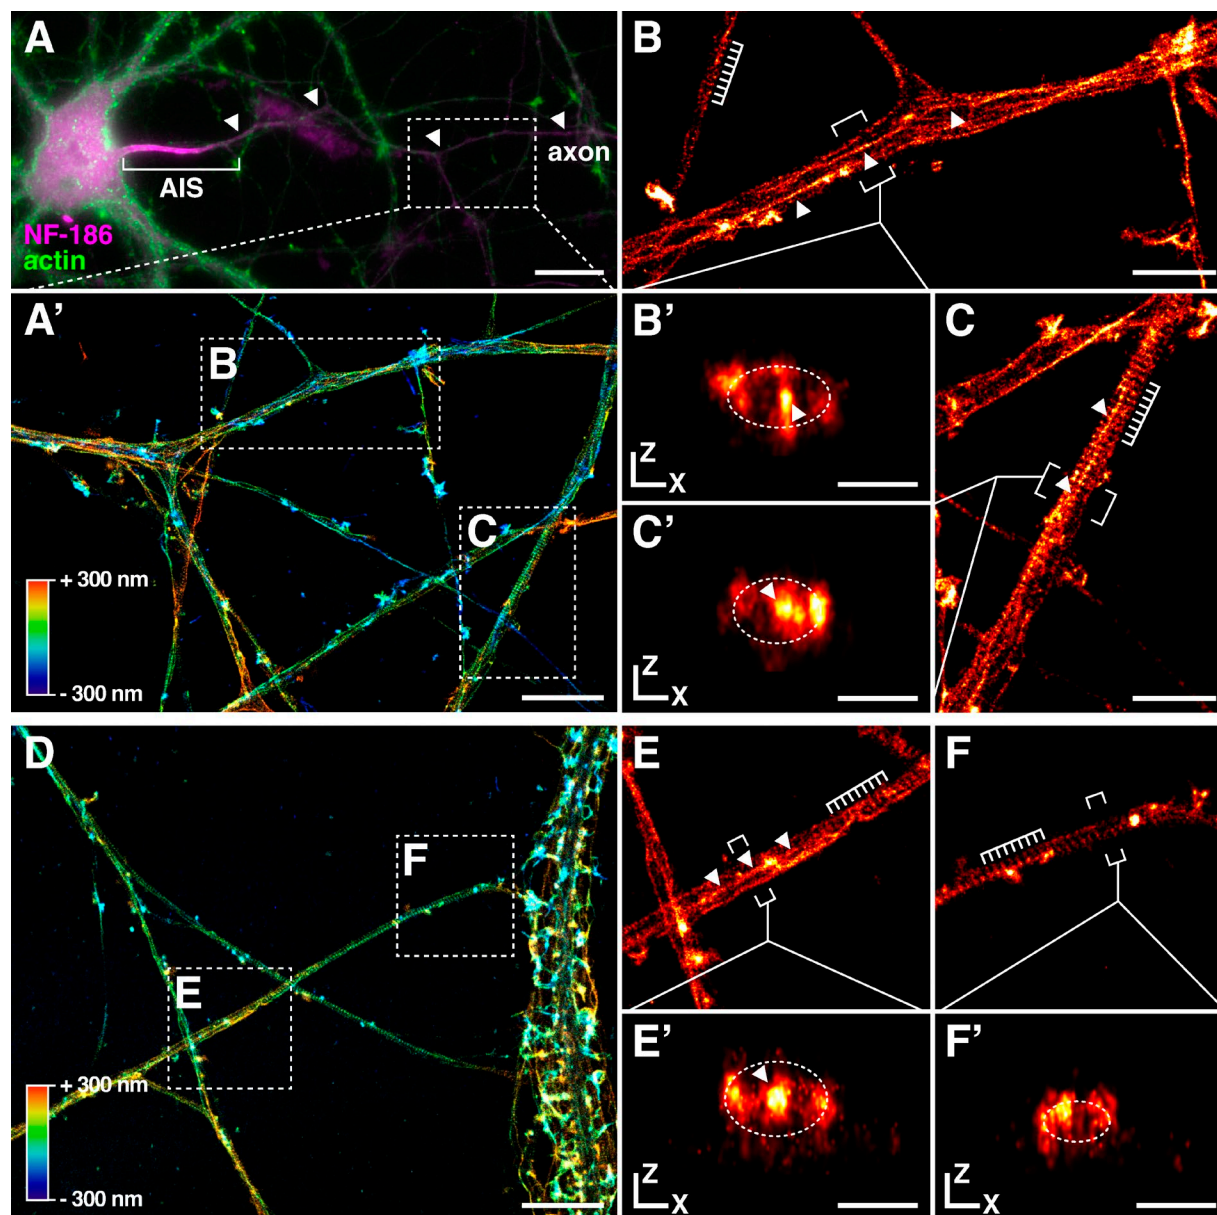 A
AIS
axon
NF-186
actin
B
A’
B
C
+ 300 nm
- 300 nm
B’
Z
X
C’
Z
X
C
D
E
F
+ 300 nm
- 300 nm
E
F
E’
Z
X
F’
Z
X